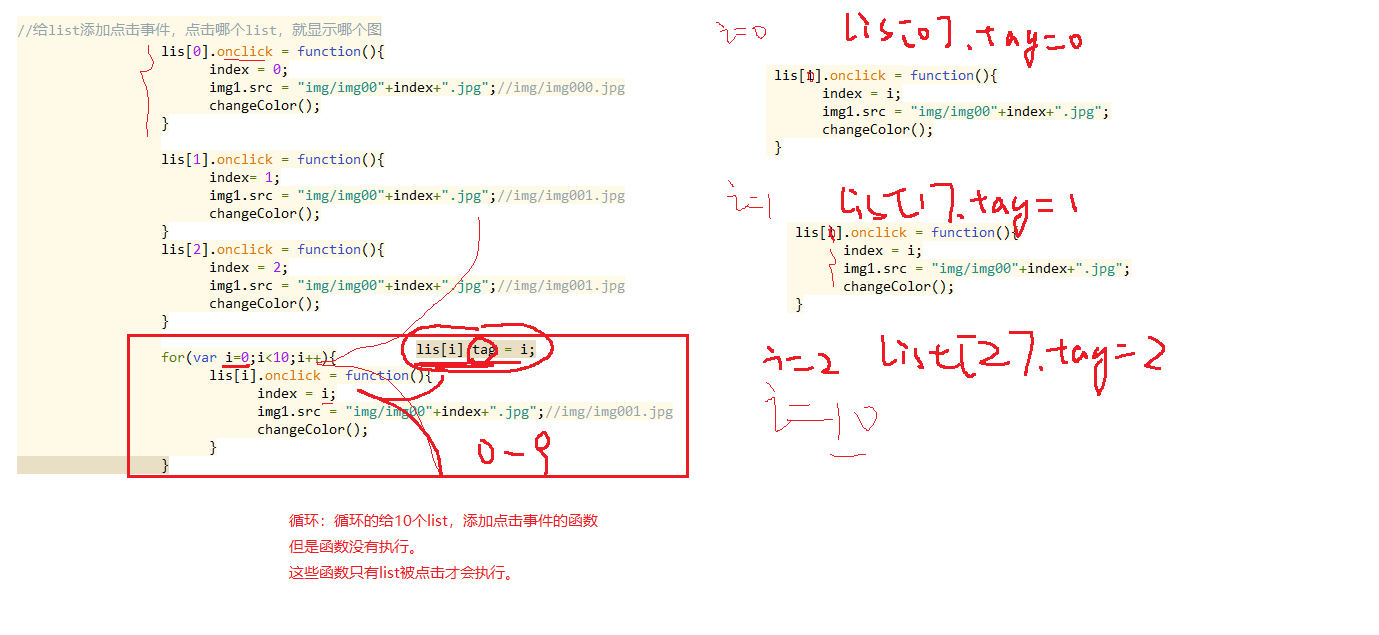 //给list添加点击事件，点击哪个list，就显示哪个图
lis[0].onclick = function(){
index = 0;
img1.src = "img/img00"+index+".jpg";//img/img000.jpg
changeColor();
}
lis[1].onclick = function(){
index= 1;
img1.src = "img/img00"+index+".jpg";//img/img001.jpg
changeColor();
}
lis[2].onclick = function(){
index = 2;
img1.src = "img/img00"+index+".jpg";//img/img001.jpg
changeColor();
}
lis[i].tag = i;
for(var i=0;i<10;i++){
lis[i].onclick = function(){
index = i;
img1.src = "img/img00"+index+".jpg";//img/img001.jpg
changeColor();
}
}
0-9
循环：循环的给10个list，添加点击事件的函数
但是函数没有执行。
这些函数只有list被点击才会执行。
i=0 lis[0].tag=0
lis[i].onclick = function(){
index = i;
img1.src = "img/img00"+index+".jpg";
changeColor();
}
i=1 lis[1].tag=1
lis[i].onclick = function(){
index = i;
img1.src = "img/img00"+index+".jpg";
changeColor();
}
i=2 list[2].tag=2
i=10